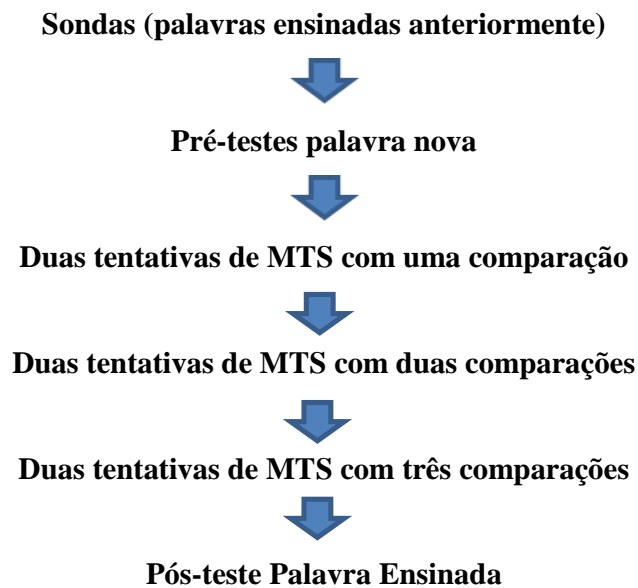 Sondas (palavras ensinadas anteriormente)
Pré-testes palavra nova
Duas tentativas de MTS com uma comparação
Duas tentativas de MTS com duas comparações
Duas tentativas de MTS com três comparações
Pós-teste Palavra Ensinada